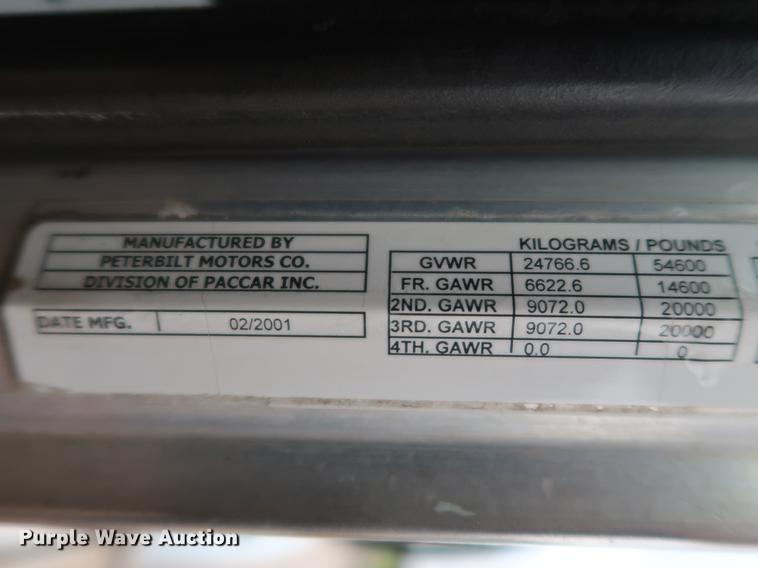 MANUFACTURED BY
PETERBILT MOTORS CO.
DIVISION OF PACCAR INC.
DATE MFG. 02/2001
KILOGRAMS / POUNDS
GVWR 24766.6 54600
FR. GAWR 6622.6 14600
2ND. GAWR 9072.0 20000
3RD. GAWR 9072.0 20000
4TH. GAWR 0.0 0
Purple Wave Auction